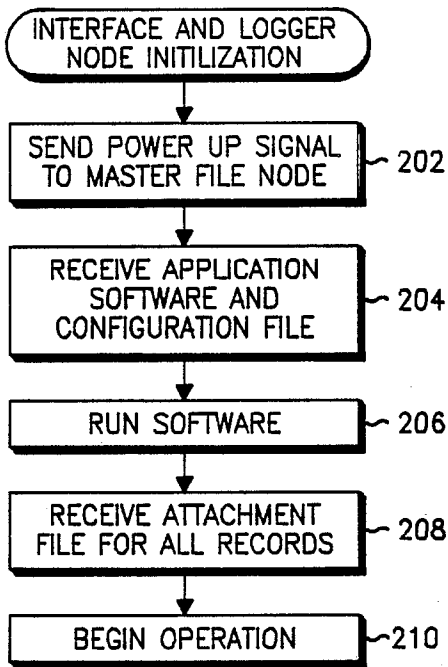 INTERFACE AND LOGGER
NODE INITILIZATION
SEND POWER UP SIGNAL
TO MASTER FILE NODE
202
RECEIVE APPLICATION
SOFTWARE AND
CONFIGURATION FILE
204
RUN SOFTWARE
206
RECEIVE ATTACHMENT
FILE FOR ALL RECORDS
208
BEGIN OPERATION
210